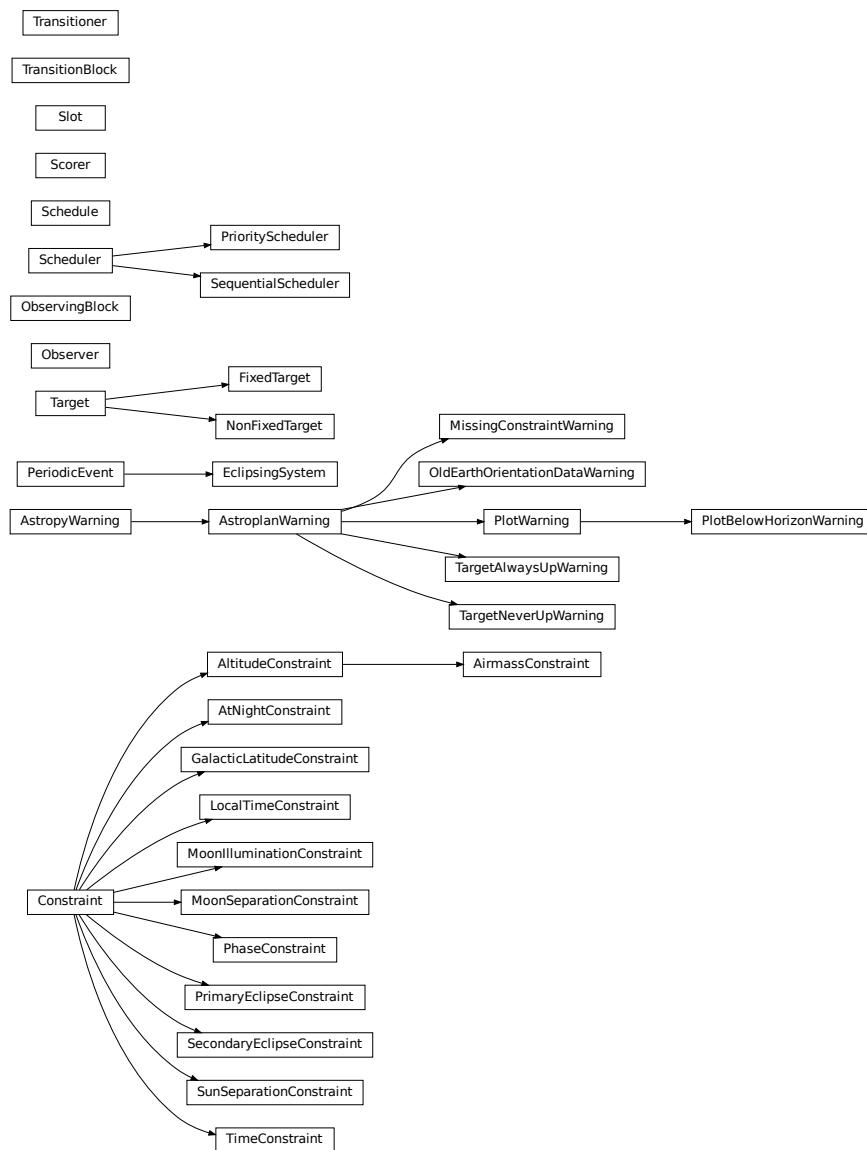 Transitioner
TransitionBlock
Slot
Scorer
Schedule
PriorityScheduler
Scheduler
SequentialScheduler
ObservingBlock
Observer
FixedTarget
Target
NonFixedTarget
MissingConstraintWarning
PeriodicEvent
EclipsingSystem
OldEarthOrientationDataWarning
AstropyWarning
AstroplanWarning
PlotWarning
PlotBelowHorizonWarning
TargetAlwaysUpWarning
TargetNeverUpWarning
AltitudeConstraint
AirmassConstraint
AtNightConstraint
GalacticLatitudeConstraint
LocalTimeConstraint
MoonIlluminationConstraint
Constraint
MoonSeparationConstraint
PhaseConstraint
PrimaryEclipseConstraint
SecondaryEclipseConstraint
SunSeparationConstraint
TimeConstraint